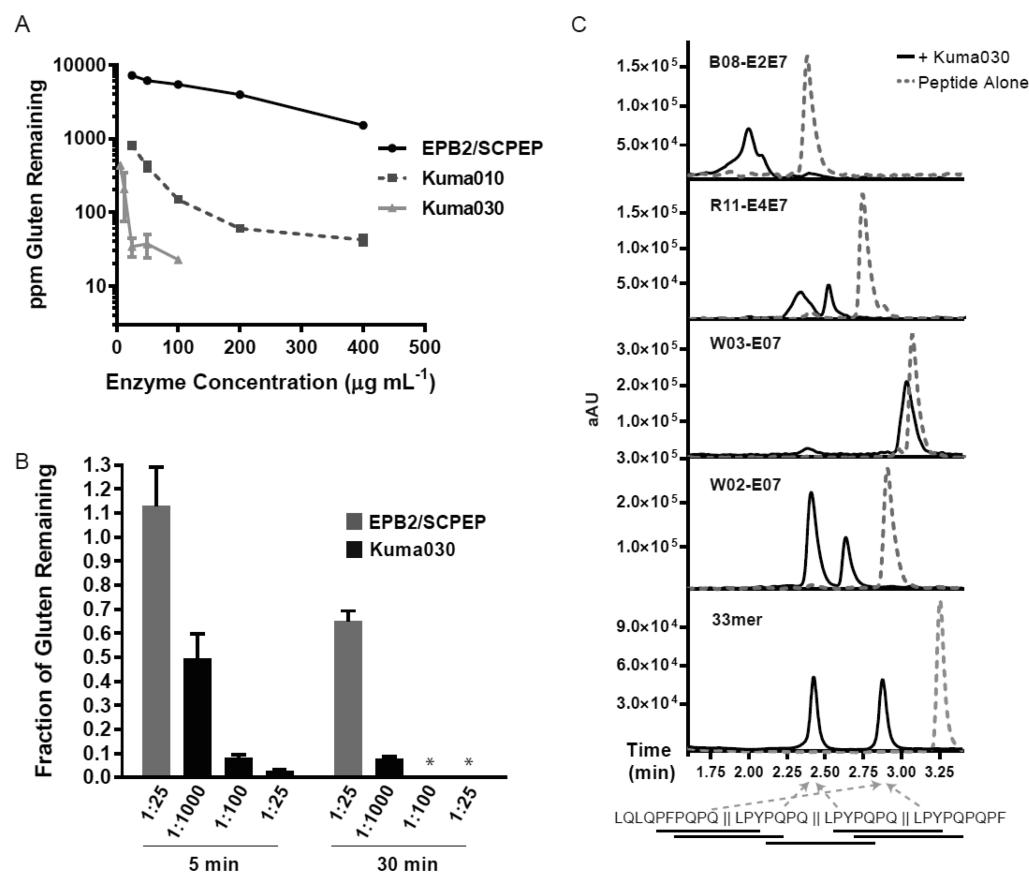 A
10000
1000
100
10
ppm Gluten Remaining
0 100 200 300 400 500
Enzyme Concentration (µg mL⁻¹)
EPB2/SCPEP
Kuma010
Kuma030
B
1.3
1.2
1.1
1.0
0.9
0.8
0.7
0.6
0.5
0.4
0.3
0.2
0.1
0.0
Fraction of Gluten Remaining
EPB2/SCPEP
Kuma030
* *
1:25 1:1000 1:100 1:25 1:25 1:1000 1:100 1:25
5 min 30 min
C
+ Kuma030
Peptide Alone
B08-E2E7
1.5×10⁵
1.0×10⁵
5.0×10⁴
R11-E4E7
1.5×10⁵
1.0×10⁵
5.0×10⁴
W03-E07
3.0×10⁵
2.0×10⁵
1.0×10⁵
aAU
3.0×10⁵
W02-E07
2.0×10⁵
1.0×10⁵
33mer
9.0×10⁴
6.0×10⁴
3.0×10⁴
Time
(min)
1.75 2.00 2.25 2.50 2.75 3.00 3.25
LQLQPFPQPQ || LPYPQPQ || LPYPQPQ || LPYPQPQPF